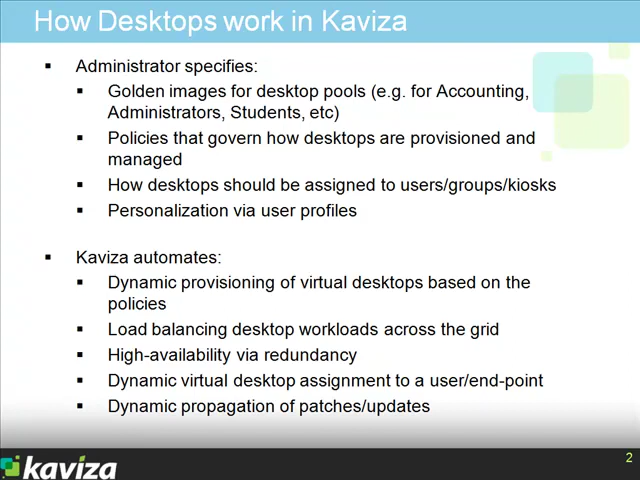 How Desktops work in Kaviza
▪ Administrator specifies:
▪ Golden images for desktop pools (e.g. for Accounting,
Administrators, Students, etc)
▪ Policies that govern how desktops are provisioned and
managed
▪ How desktops should be assigned to users/groups/kiosks
▪ Personalization via user profiles
▪ Kaviza automates:
▪ Dynamic provisioning of virtual desktops based on the
policies
▪ Load balancing desktop workloads across the grid
▪ High-availability via redundancy
▪ Dynamic virtual desktop assignment to a user/end-point
▪ Dynamic propagation of patches/updates
2
kaviza